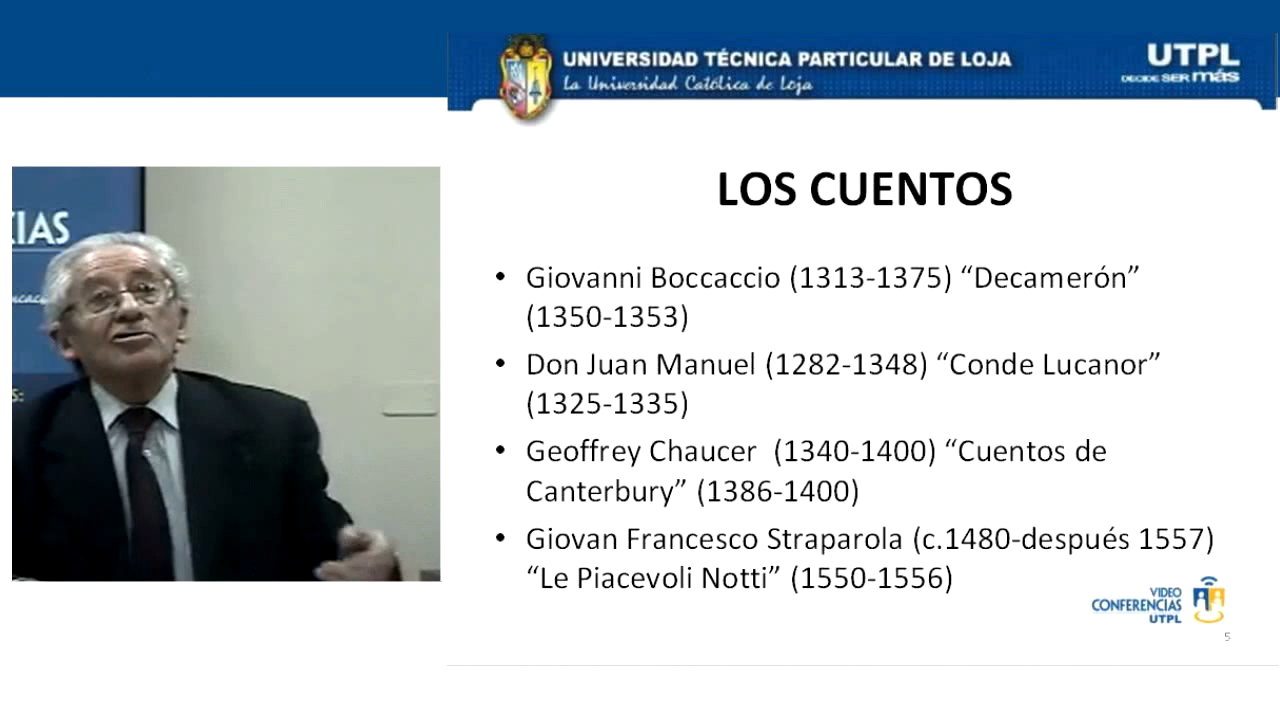 UNIVERSIDAD TÉCNICA PARTICULAR DE LOJA
La Universidad Católica de Loja
UTPL
DECIDE SER más
CIAS
S:
LOS CUENTOS
• Giovanni Boccaccio (1313-1375) “Decamerón”
(1350-1353)
• Don Juan Manuel (1282-1348) “Conde Lucanor”
(1325-1335)
• Geoffrey Chaucer (1340-1400) “Cuentos de
Canterbury” (1386-1400)
• Giovan Francesco Straparola (c.1480-después 1557)
“Le Piacevoli Notti” (1550-1556)
VIDEO
CONFERENCIAS
UTPL
5